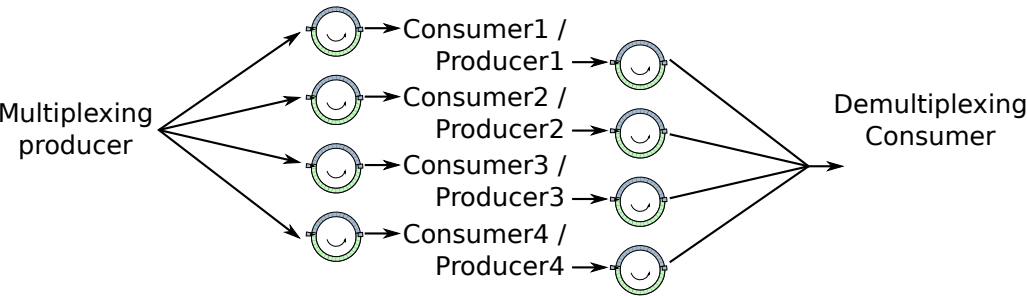 Multiplexing
producer
Consumer1 /
Producer1
Consumer2 /
Producer2
Consumer3 /
Producer3
Consumer4 /
Producer4
Demultiplexing
Consumer